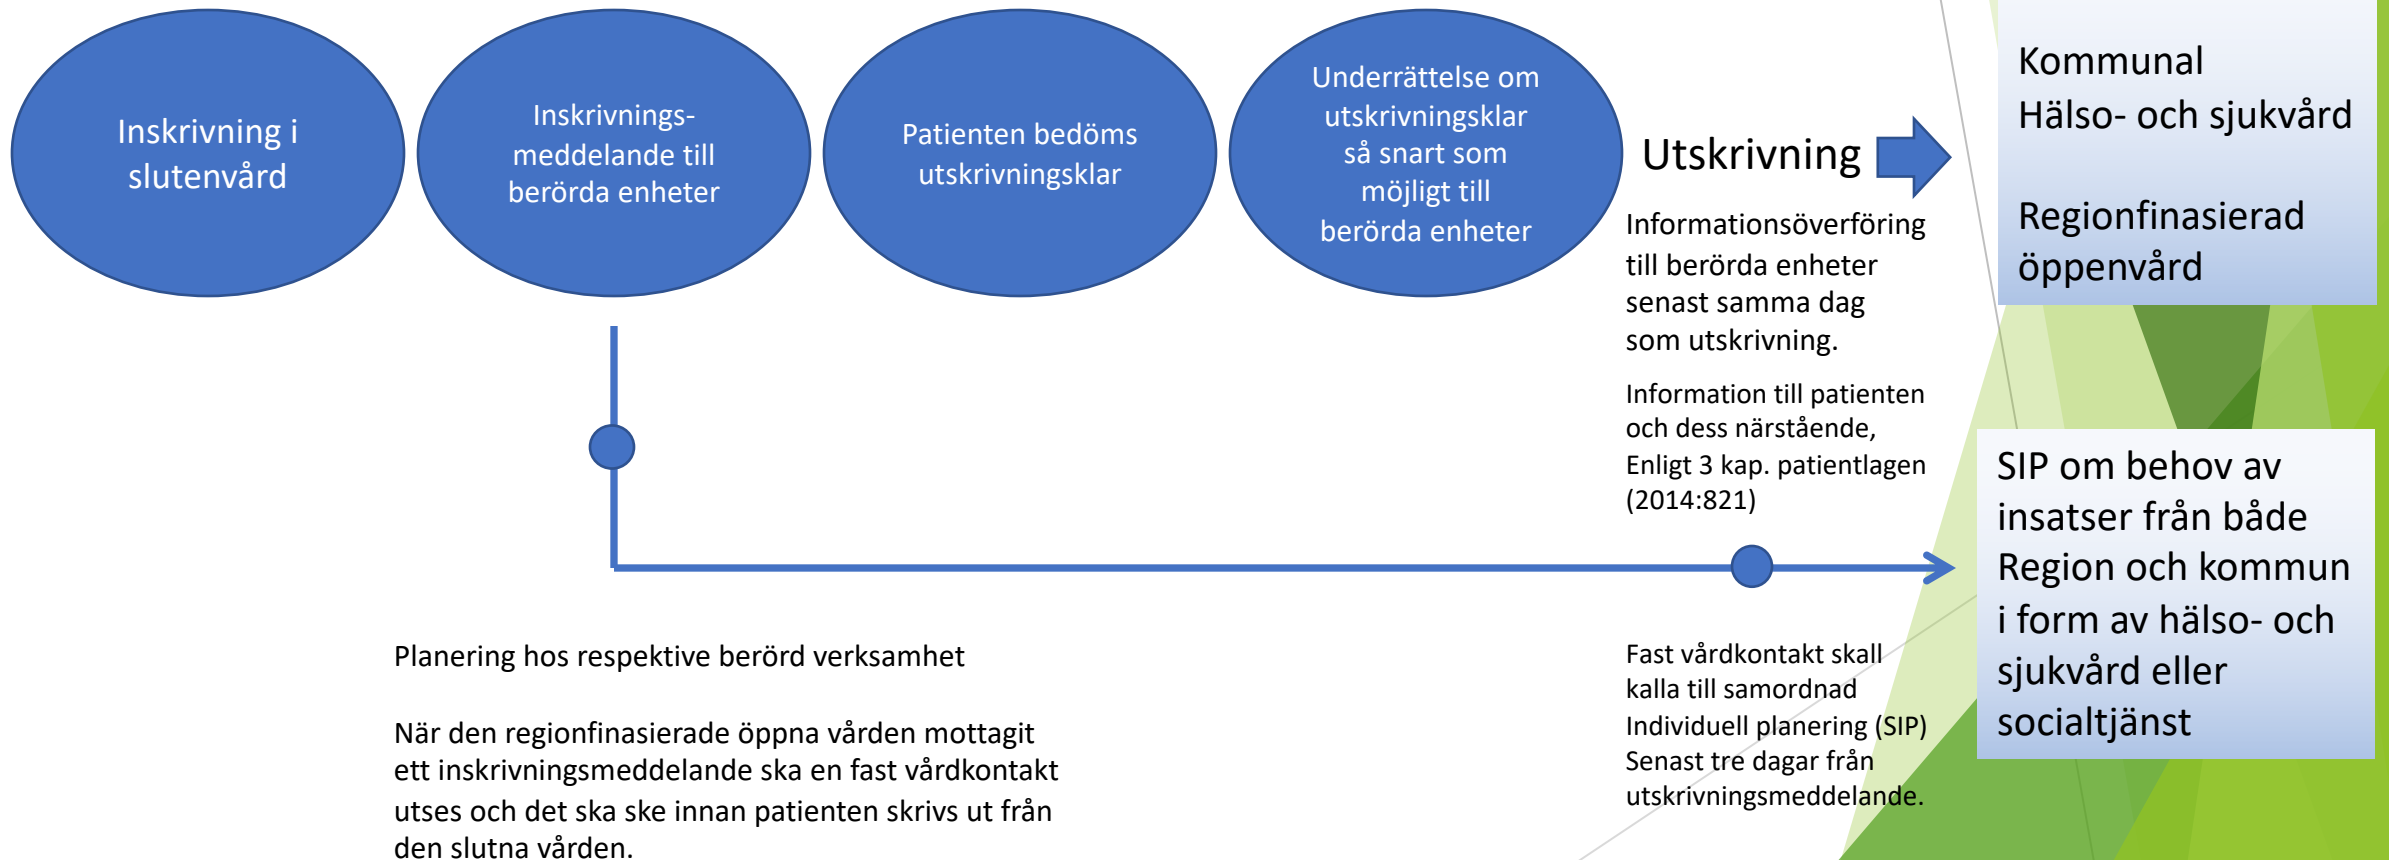 Inskrivning i
slutenvård
Inskrivnings-
meddelande till
berörda enheter
Patienten bedöms
utskrivningsklar
Underrättelse om
utskrivningsklar
så snart som
möjligt till
berörda enheter
Utskrivning
Informationsöverföring
till berörda enheter
senast samma dag
som utskrivning.
Information till patienten
och dess närstående,
Enligt 3 kap. patientlagen
(2014:821)
Kommunal
Hälso- och sjukvård
Regionfinasierad
öppenvård
SIP om behov av
insatser från både
Region och kommun
i form av hälso- och
sjukvård eller
socialtjänst
Planering hos respektive berörd verksamhet
När den regionfinasierade öppna vården mottagit
ett inskrivningsmeddelande ska en fast vårdkontakt
utses och det ska ske innan patienten skrivs ut från
den slutna vården.
Fast vårdkontakt skall
kalla till samordnad
Individuell planering (SIP)
Senast tre dagar från
utskrivningsmeddelande.